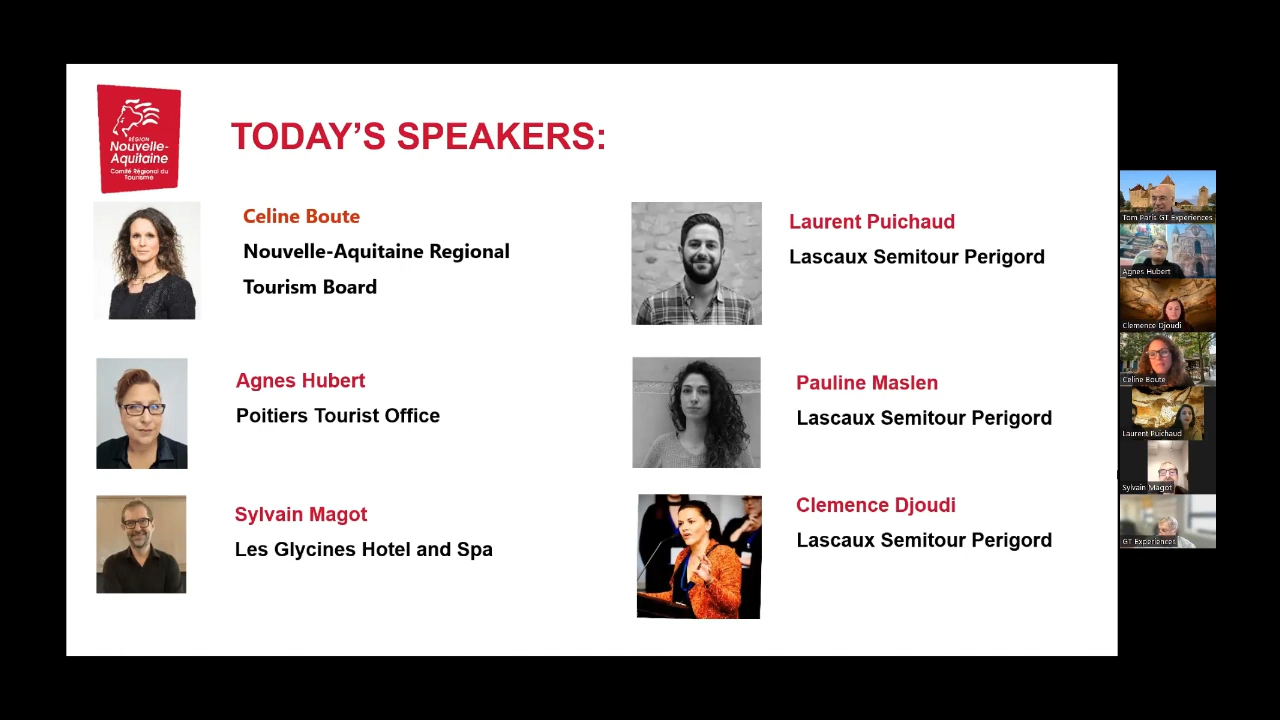 RÉGION
Nouvelle-
Aquitaine
Comité Régional du
Tourisme
TODAY'S SPEAKERS:
Celine Boute
Nouvelle-Aquitaine Regional
Tourism Board
Agnes Hubert
Poitiers Tourist Office
Sylvain Magot
Les Glycines Hotel and Spa
Laurent Puichaud
Lascaux Semitour Perigord
Pauline Maslen
Lascaux Semitour Perigord
Clemence Djoudi
Lascaux Semitour Perigord
Tom Paris GT Experiences
Agnes Hubert
Clemence Djoudi
Celine Boute
Laurent Puichaud
Sylvain Magot
GT Experiences